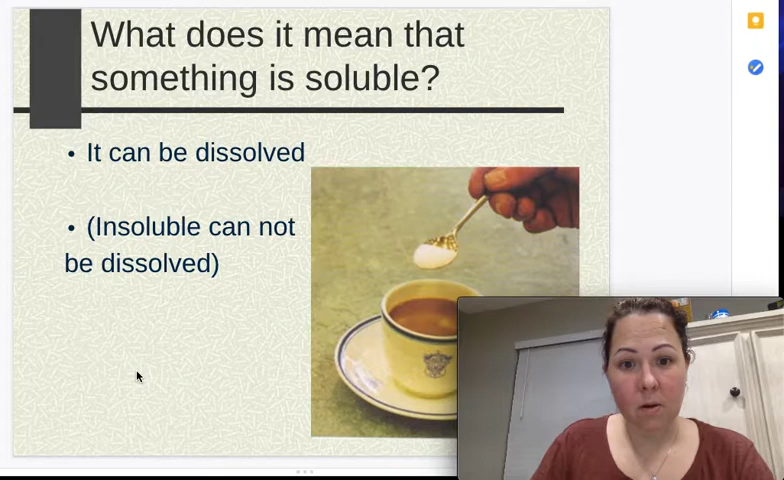 What does it mean that
something is soluble?
• It can be dissolved
• (Insoluble can not
be dissolved)